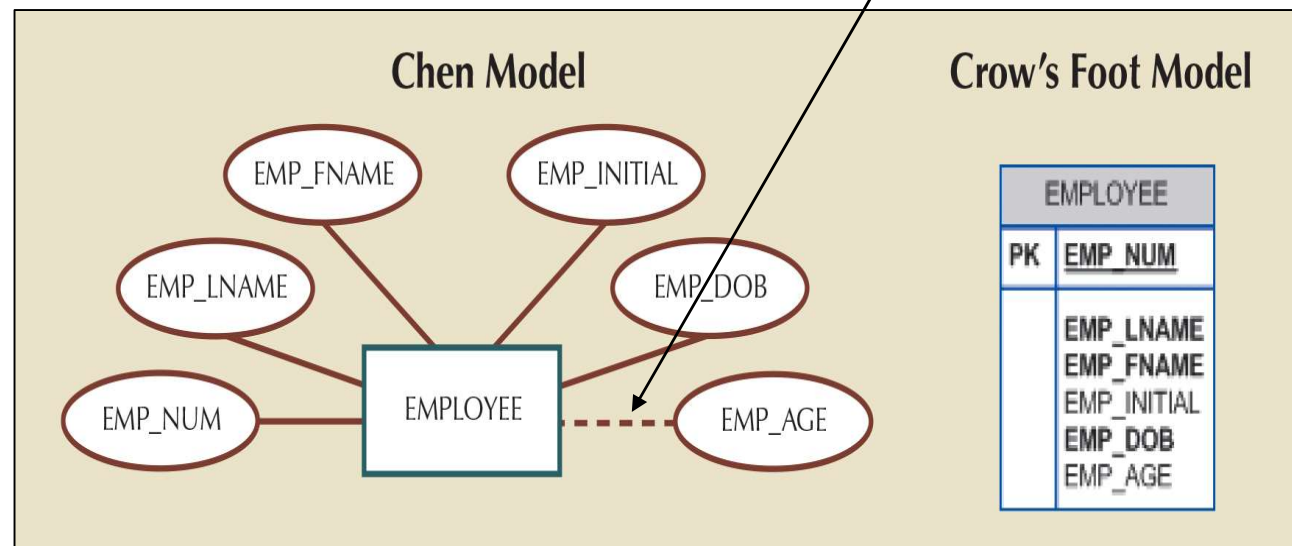 Chen Model
Crow's Foot Model
EMP_FNAME
EMP_INITIAL
EMP_LNAME
EMP_DOB
EMP_NUM
EMPLOYEE
EMP_AGE
EMPLOYEE
PK EMP_NUM
EMP_LNAME
EMP_FNAME
EMP_INITIAL
EMP_DOB
EMP_AGE